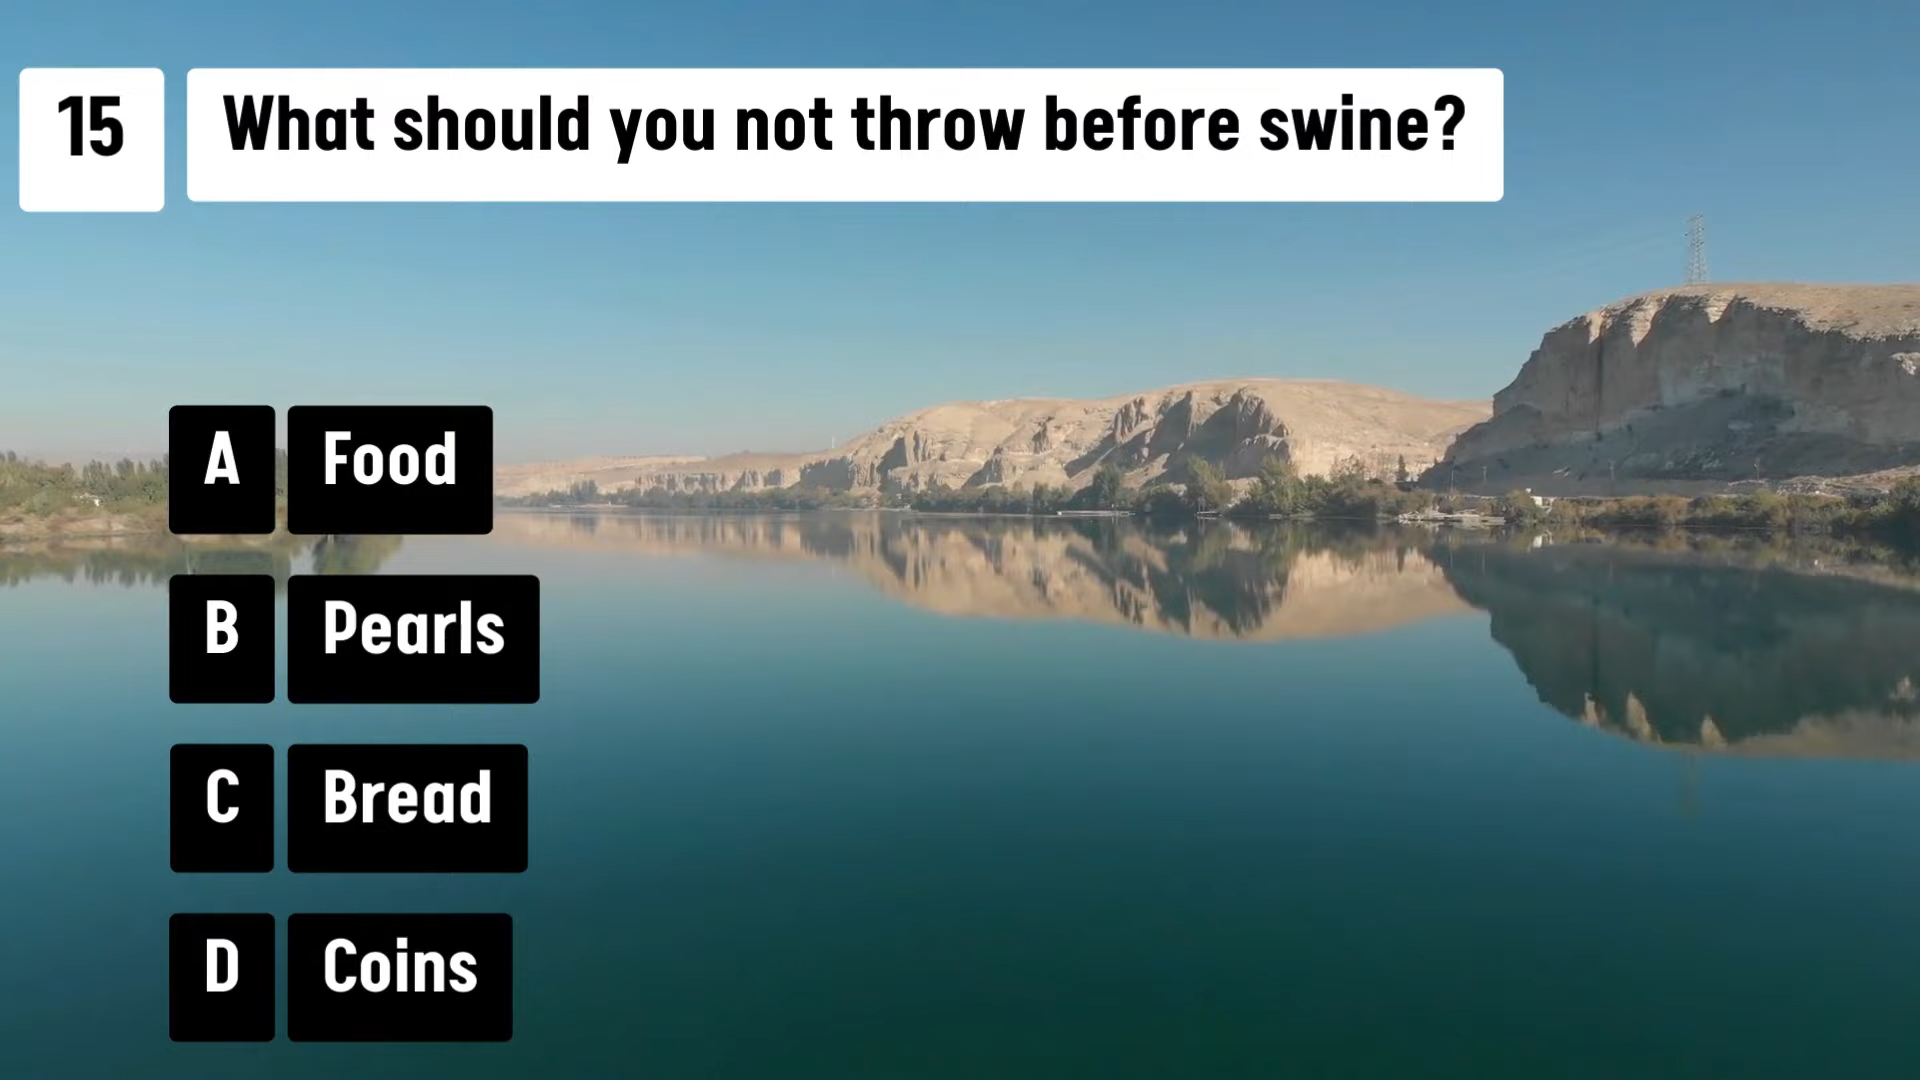 15 What should you not throw before swine?
A Food
B Pearls
C Bread
D Coins